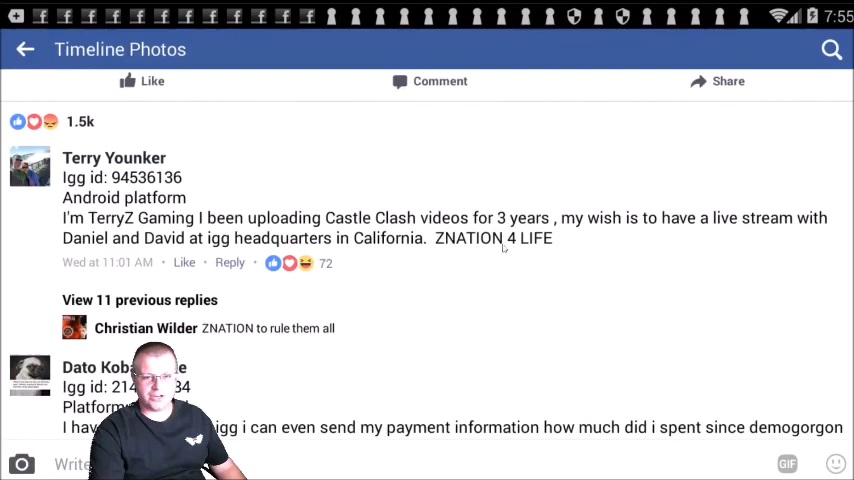 7:55
Timeline Photos
Like Comment Share
1.5k
Terry Younker
Igg id: 94536136
Android platform
I'm TerryZ Gaming I been uploading Castle Clash videos for 3 years , my wish is to have a live stream with
Daniel and David at igg headquarters in California. ZNATION 4 LIFE
Wed at 11:01 AM • Like • Reply • 72
View 11 previous replies
Christian Wilder ZNATION to rule them all
Dato
Igg id:
I igg i can even send my payment information how much did i spent since demogorgon
GIF